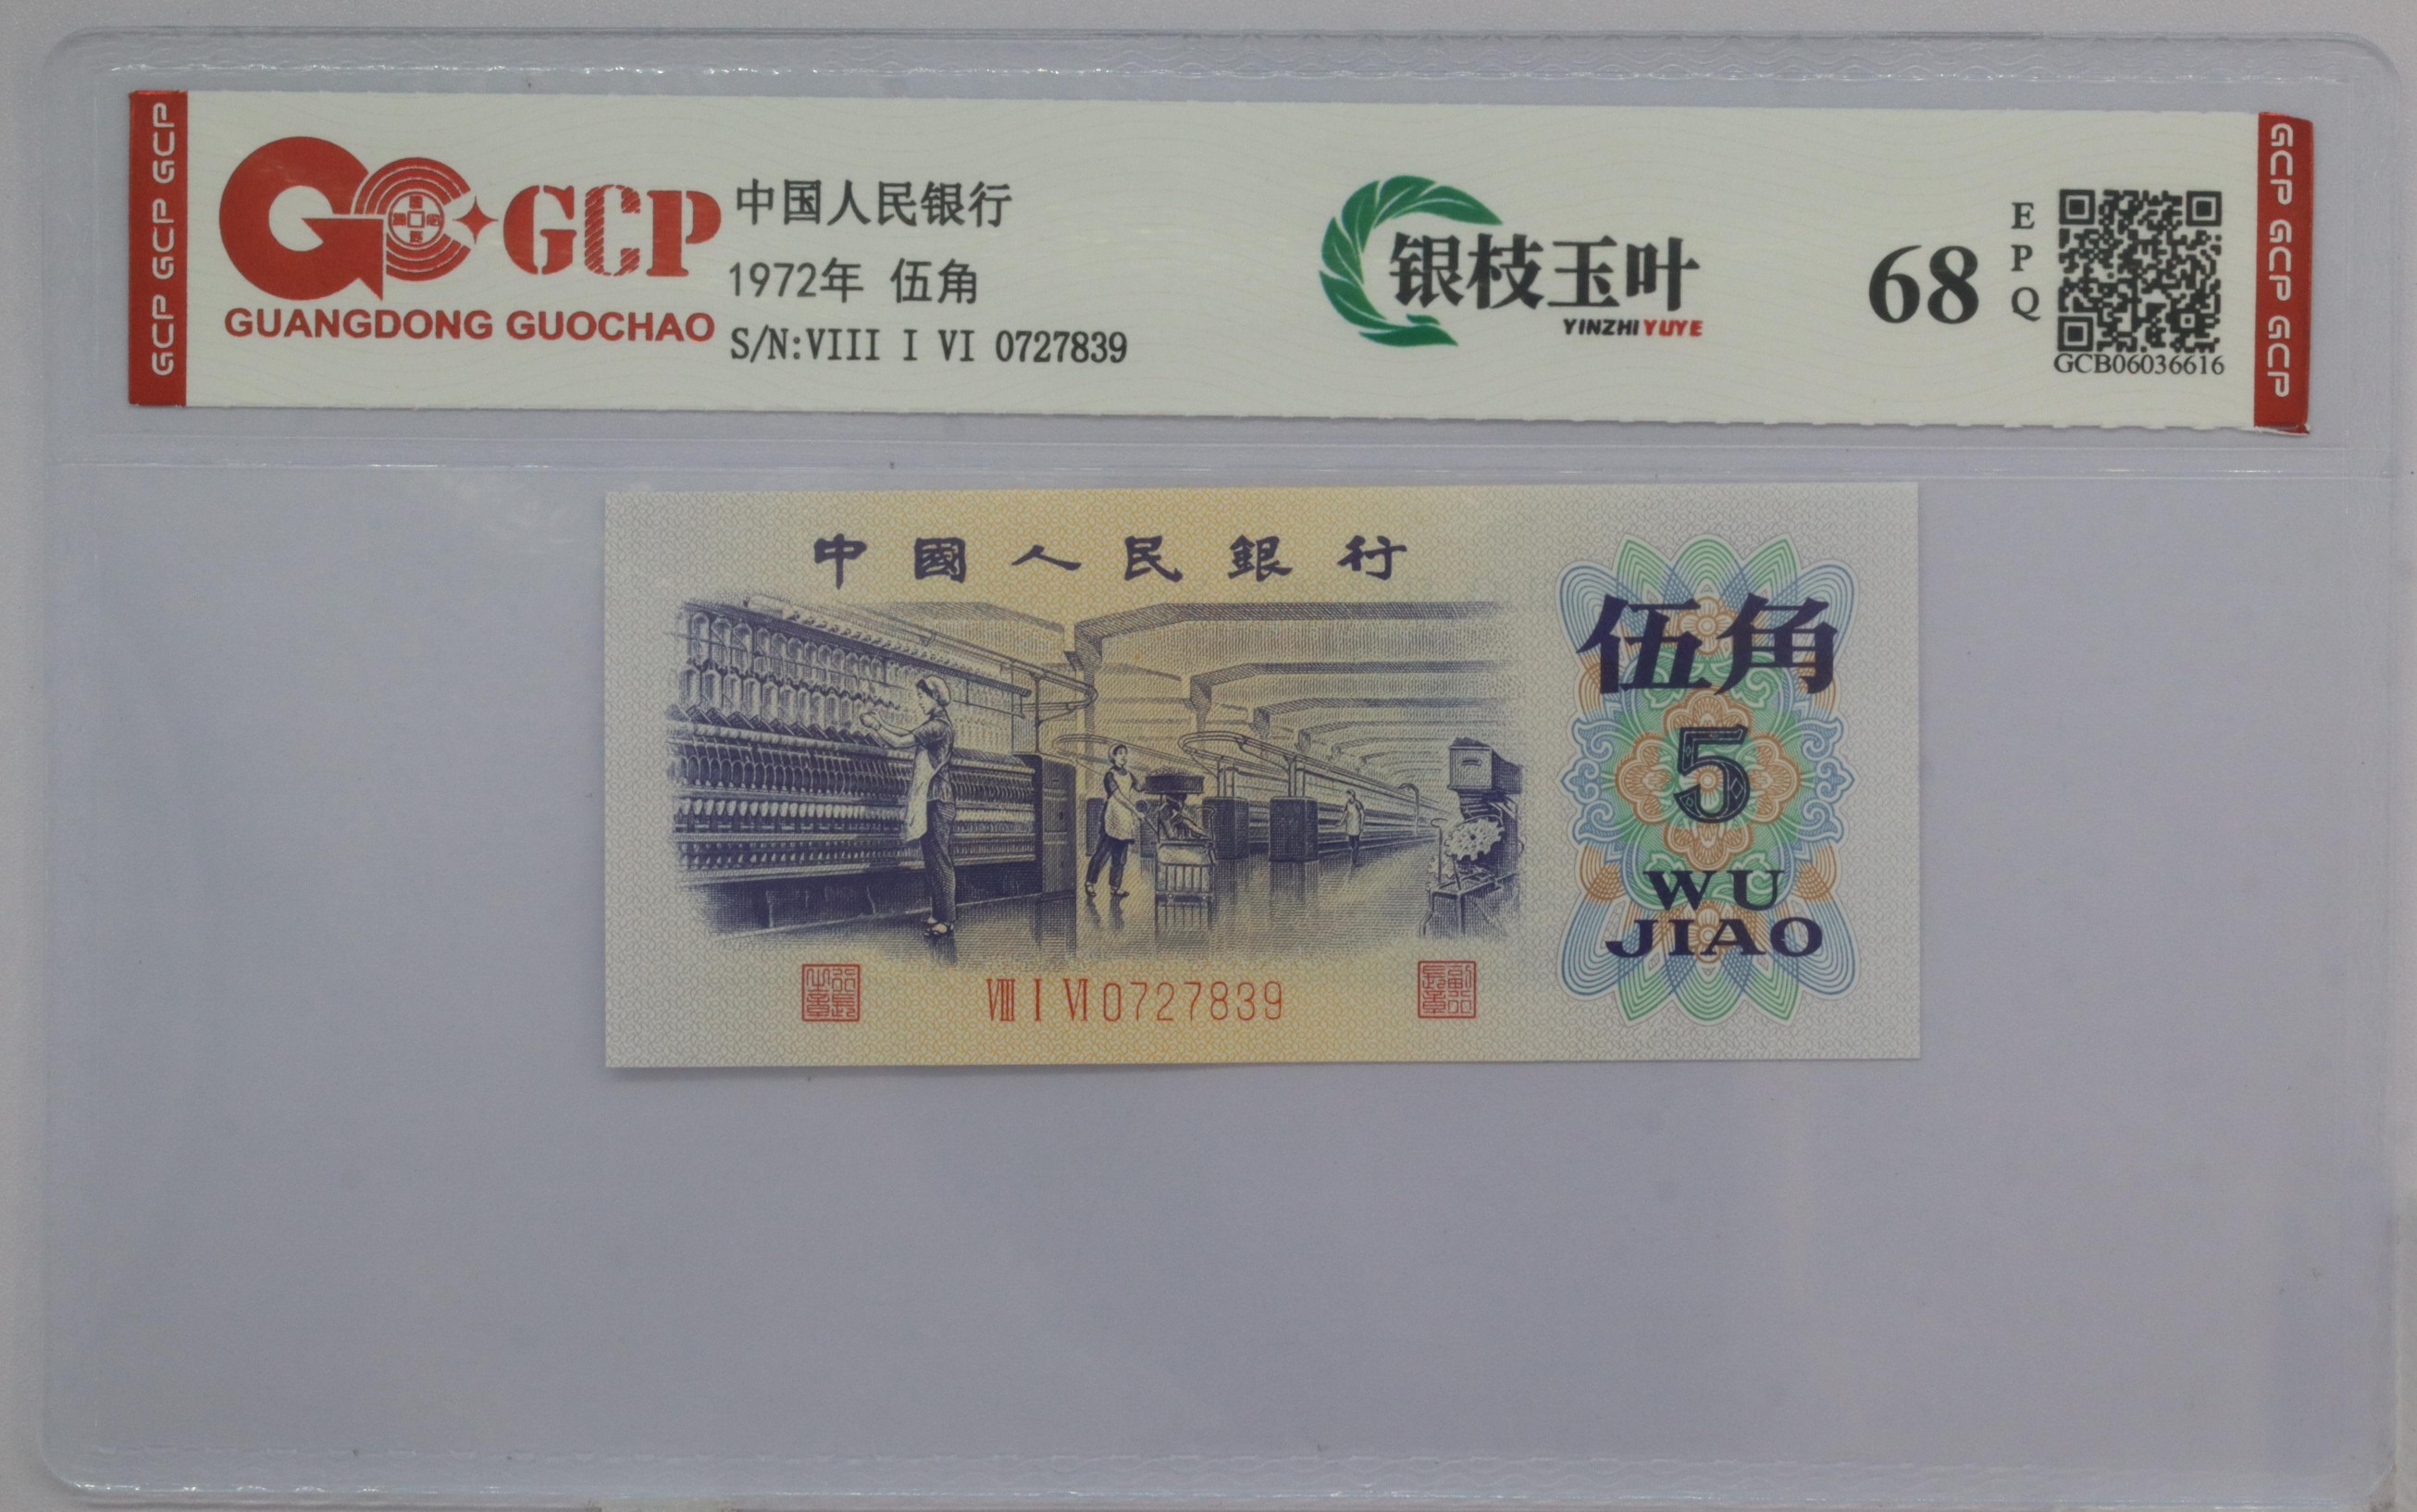 GCP GCP GCP
GCP
GUANGDONG GUOCHAO
中国人民银行
1972年 伍角
S/N:VIII I VI 0727839
银枝玉叶
YINZHIYUYE
68
EPQ
GCB06036616
GCP GCP GCP
中國人民銀行
伍角
5
WU
JIAO
VIII I VI 0727839